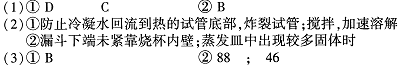 (1)① D C ② B
(2)①防止冷凝水回流到热的试管底部,炸裂试管;搅拌,加速溶解
②漏斗下端未紧靠烧杯内壁;蒸发皿中出现较多固体时
(3)① B ② 88 ; 46